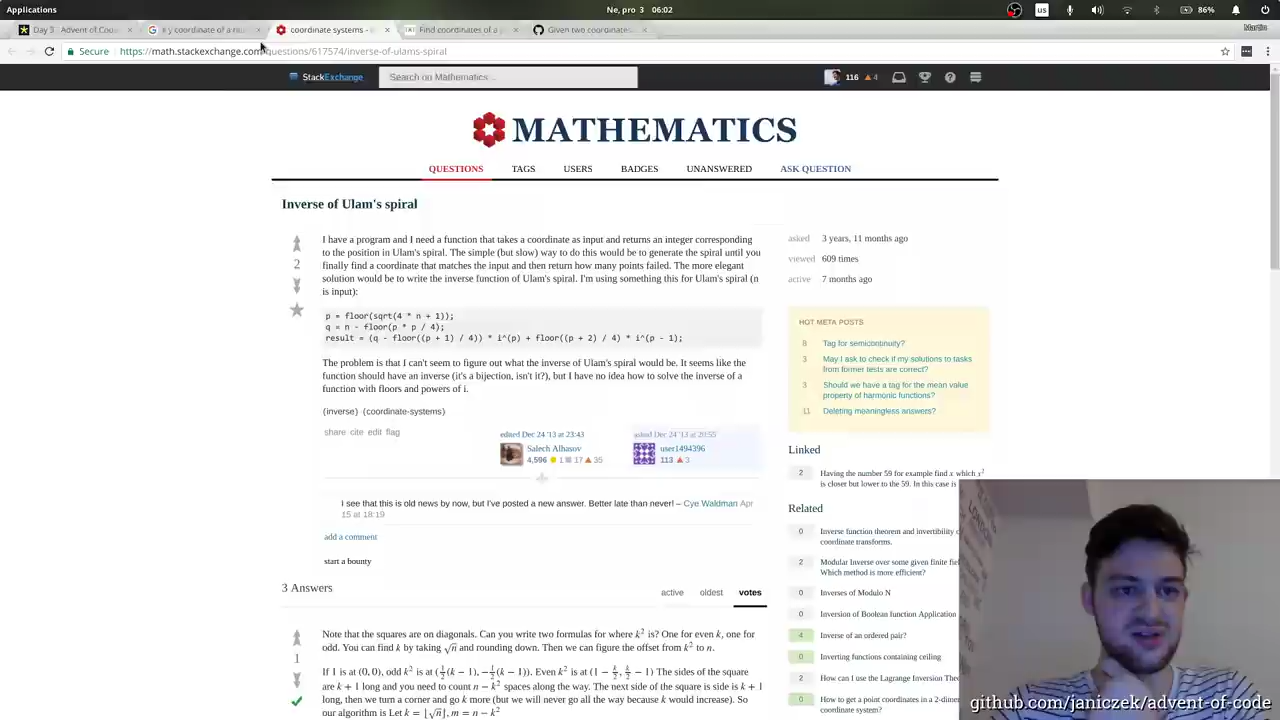 Applications
Ne, pro 3 06:02
us
86%
Day 3 Advent of Cou
x y coordinate of a nu
coordinate systems -
Find coordinates of a
Given two coordinates
Martin
Secure
https://math.stackexchange.com/questions/617574/inverse-of-ulams-spiral
StackExchange
Search on Mathematics ...
116
4
MATHEMATICS
QUESTIONS
TAGS
USERS
BADGES
UNANSWERED
ASK QUESTION
Inverse of Ulam's spiral
2
I have a program and I need a function that takes a coordinate as input and returns an integer corresponding
to the position in Ulam's spiral. The simple (but slow) way to do this would be to generate the spiral until you
finally find a coordinate that matches the input and then return how many points failed. The more elegant
solution would be to write the inverse function of Ulam's spiral. I'm using something this for Ulam's spiral (n
is input):
p = floor(sqrt(4 * n + 1));
q = n - floor(p * p / 4);
result = (q - floor((p + 1) / 4)) * i^(p) + floor((p + 2) / 4) * i^(p - 1);
The problem is that I can't seem to figure out what the inverse of Ulam's spiral would be. It seems like the
function should have an inverse (it's a bijection, isn't it?), but I have no idea how to solve the inverse of a
function with floors and powers of i.
(inverse) (coordinate-systems)
share cite edit flag
edited Dec 24 '13 at 23:43
Salech Alhasov
4,596 1 17 35
asked Dec 24 '13 at 20:55
user1494396
113 3
I see that this is old news by now, but I've posted a new answer. Better late than never! – Cye Waldman Apr
15 at 18:19
add a comment
start a bounty
3 Answers
active
oldest
votes
1
Note that the squares are on diagonals. Can you write two formulas for where k² is? One for even k, one for
odd. You can find k by taking √n and rounding down. Then we can figure the offset from k² to n.
If 1 is at (0, 0), odd k² is at (½(k − 1), −½(k − 1)). Even k² is at (1 − k/2, k/2 − 1) The sides of the square
are k + 1 long and you need to count n − k² spaces along the way. The next side of the square is side k + 1
long, then we turn a corner and go k more (but we will never go all the way because k would increase). So
our algorithm is Let k = ⌊√n⌋, m = n − k²
asked 3 years, 11 months ago
viewed 609 times
active 7 months ago
HOT META POSTS
8 Tag for semicontinuity?
3 May I ask to check if my solutions to tasks
from former tests are correct?
3 Should we have a tag for the mean value
property of harmonic functions?
11 Deleting meaningless answers?
Linked
2 Having the number 59 for example find x which x²
is closer but lower to the 59. In this case is
Related
0 Inverse function theorem and invertibility
coordinate transforms.
2 Modular Inverse over some given finite
Which method is more efficient?
0 Inverses of Modulo N
0 Inversion of Boolean function Application
4 Inverse of an ordered pair?
0 Inverting functions containing ceiling
2 How can I use the Lagrange Inversion
0 How to get a point coordinates in a
coordinate system?
github.com/janiczek/advent-of-code